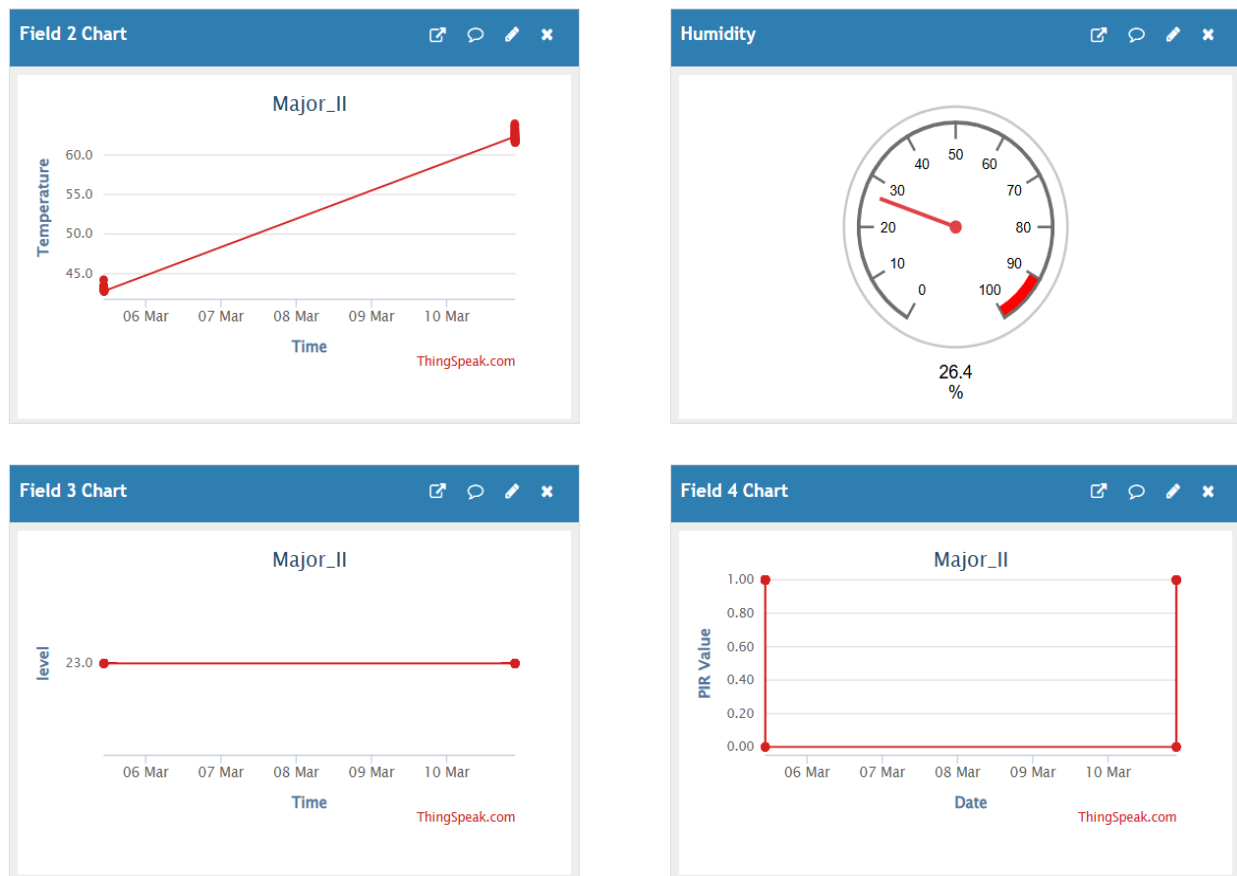 Field 2 Chart
Major_II
Temperature
60.0
55.0
50.0
45.0
06 Mar 07 Mar 08 Mar 09 Mar 10 Mar
Time
ThingSpeak.com
Humidity
0
10
20
30
40
50
60
70
80
90
100
26.4
%
Field 3 Chart
Major_II
level
23.0
06 Mar 07 Mar 08 Mar 09 Mar 10 Mar
Time
ThingSpeak.com
Field 4 Chart
Major_II
PIR Value
1.00
0.80
0.60
0.40
0.20
0.00
06 Mar 07 Mar 08 Mar 09 Mar 10 Mar
Date
ThingSpeak.com